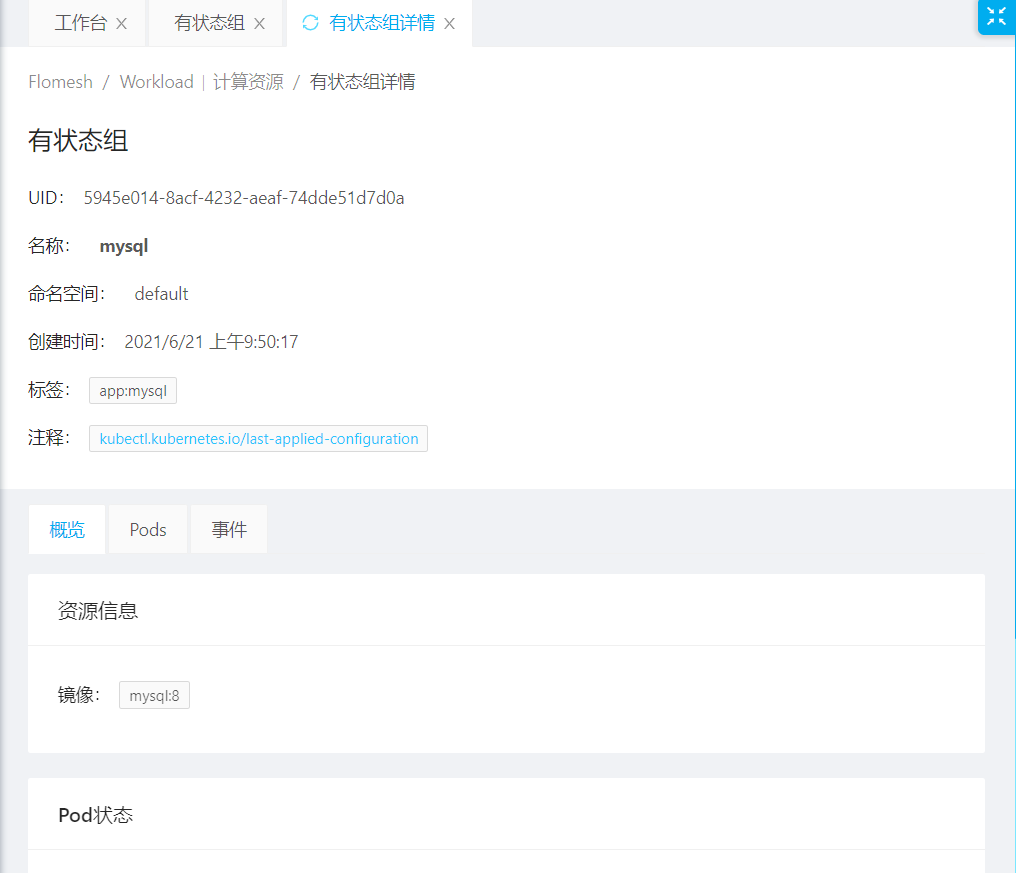 工作台 有状态组 有状态组详情
Flomesh / Workload | 计算资源 / 有状态组详情
有状态组
UID： 5945e014-8acf-4232-aeaf-74dde51d7d0a
名称： mysql
命名空间： default
创建时间： 2021/6/21 上午9:50:17
标签： app:mysql
注释： kubectl.kubernetes.io/last-applied-configuration
概览 Pods 事件
资源信息
镜像： mysql:8
Pod状态